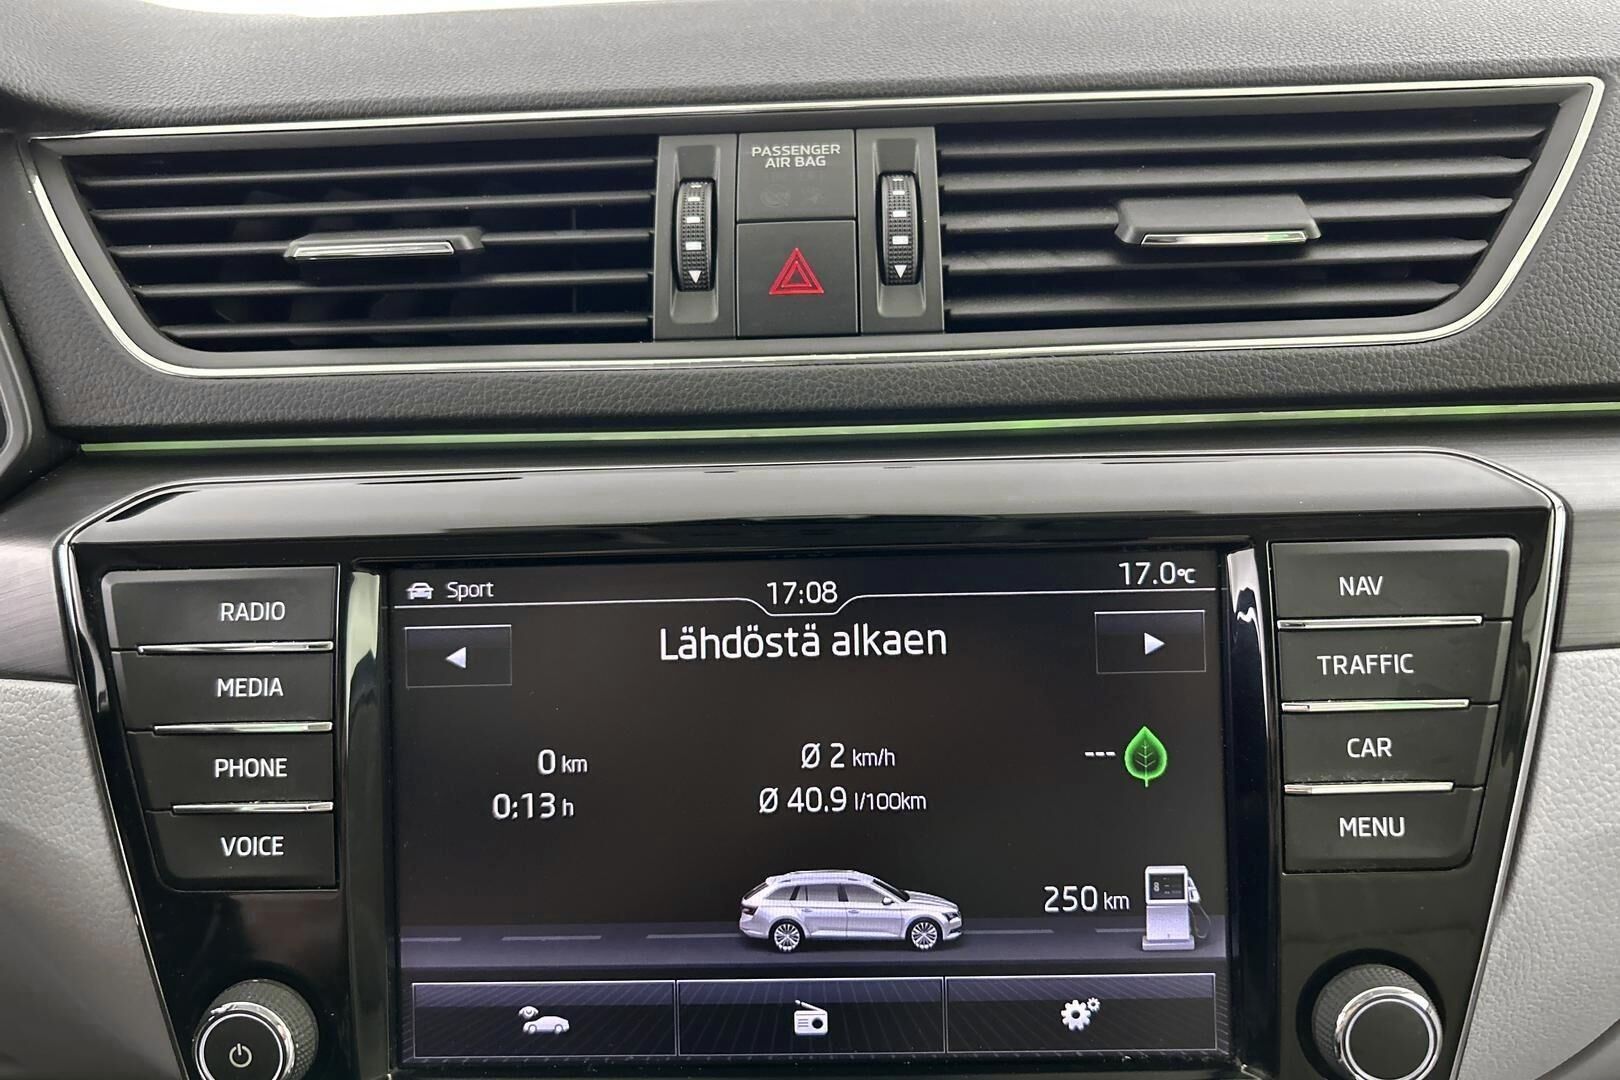 PASSENGER
AIR BAG
RADIO
MEDIA
PHONE
VOICE
Sport
17:08
17.0°C
Lähdöstä alkaen
0 km
Ø 2 km/h
---
0:13 h
Ø 40.9 l/100km
250 km
NAV
TRAFFIC
CAR
MENU